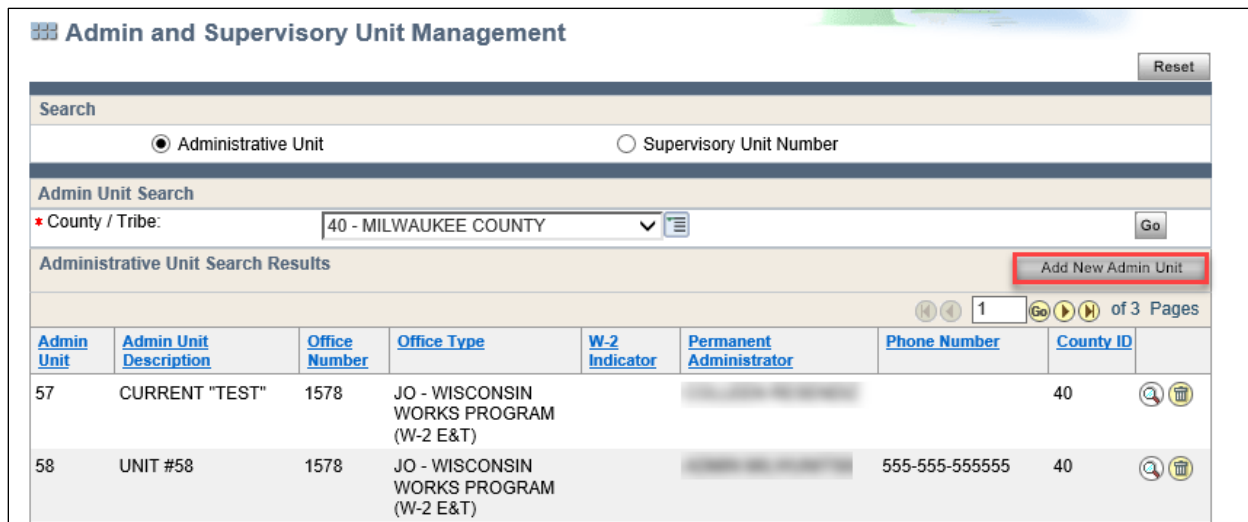 Admin and Supervisory Unit Management
Reset
Search
Administrative Unit Supervisory Unit Number
Admin Unit Search
* County / Tribe: 40 - MILWAUKEE COUNTY Go
Administrative Unit Search Results Add New Admin Unit
1 Go of 3 Pages
Admin Admin Unit Office Office Type W-2 Permanent Phone Number County ID
Unit Description Number Indicator Administrator
57 CURRENT "TEST" 1578 JO - WISCONSIN 40
WORKS PROGRAM
(W-2 E&T)
58 UNIT #58 1578 JO - WISCONSIN 555-555-555555 40
WORKS PROGRAM
(W-2 E&T)